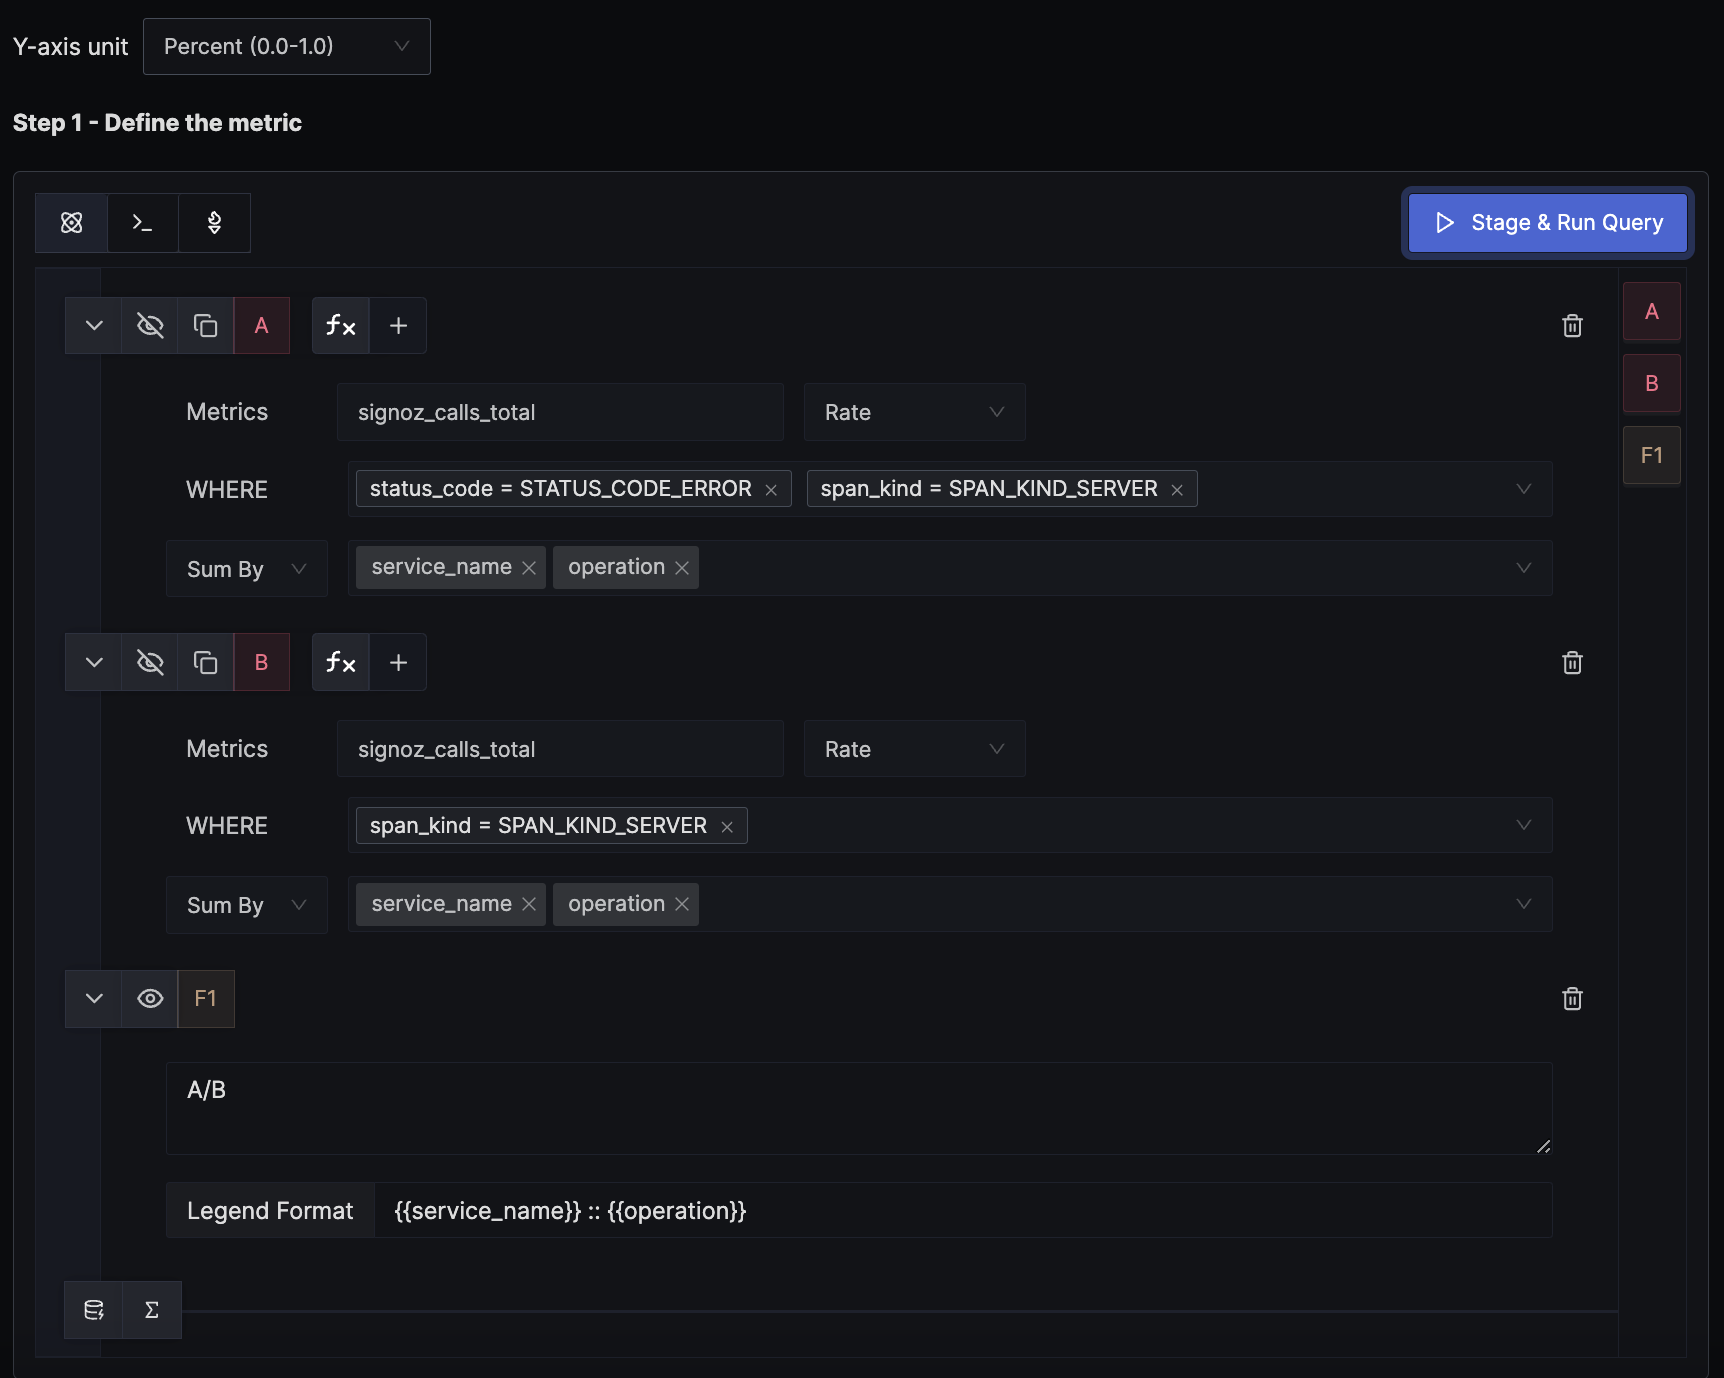 Y-axis unit Percent (0.0-1.0)
Step 1 - Define the metric
Stage & Run Query
A
A
B
F1
Metrics signoz_calls_total Rate
WHERE status_code = STATUS_CODE_ERROR span_kind = SPAN_KIND_SERVER
Sum By service_name operation
B
Metrics signoz_calls_total Rate
WHERE span_kind = SPAN_KIND_SERVER
Sum By service_name operation
F1
A/B
Legend Format {{service_name}} :: {{operation}}